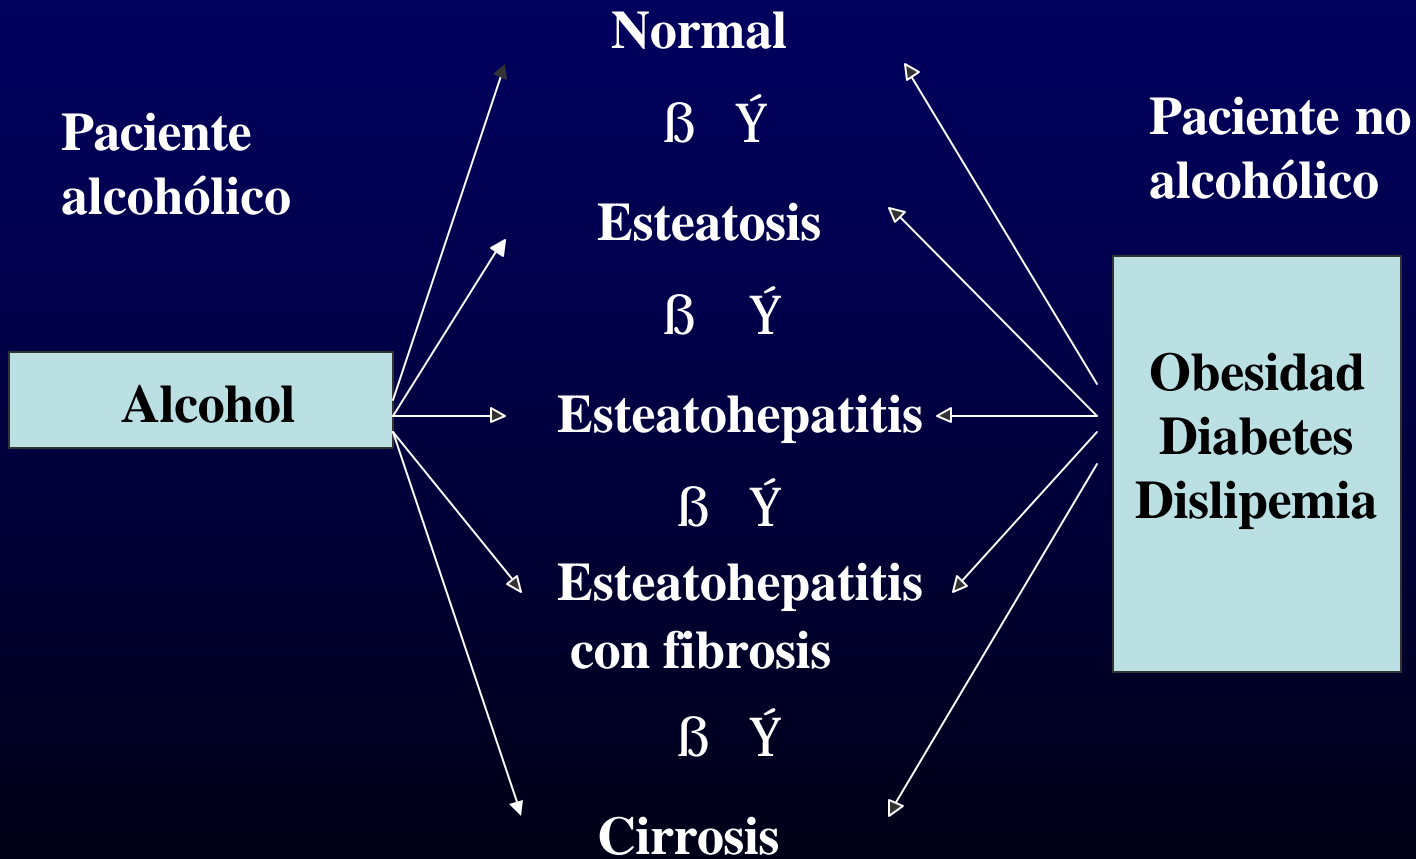 Normal
ß Ý
Paciente
alcohólico
Paciente no
alcohólico
Esteatosis
ß Ý
Alcohol
Esteatohepatitis
Obesidad
Diabetes
Dislipemia
ß Ý
Esteatohepatitis
con fibrosis
ß Ý
Cirrosis